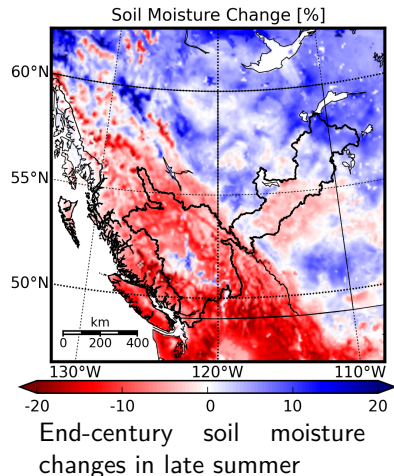 Soil Moisture Change [%]
60°N
55°N
50°N
km
0 200 400
130°W 120°W 110°W
-20 -10 0 10 20
End-century soil moisture
changes in late summer